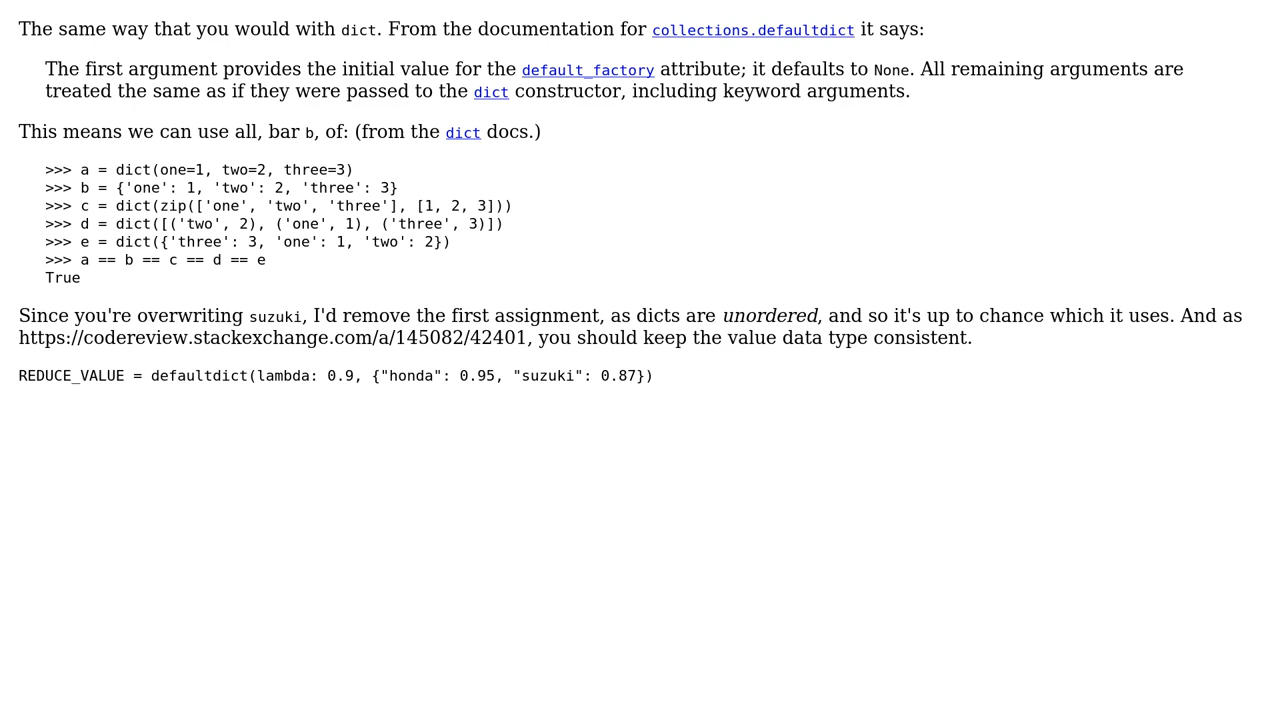 The same way that you would with dict. From the documentation for collections.defaultdict it says:
The first argument provides the initial value for the default_factory attribute; it defaults to None. All remaining arguments are
treated the same as if they were passed to the dict constructor, including keyword arguments.
This means we can use all, bar b, of: (from the dict docs.)
>>> a = dict(one=1, two=2, three=3)
>>> b = {'one': 1, 'two': 2, 'three': 3}
>>> c = dict(zip(['one', 'two', 'three'], [1, 2, 3]))
>>> d = dict([('two', 2), ('one', 1), ('three', 3)])
>>> e = dict({'three': 3, 'one': 1, 'two': 2})
>>> a == b == c == d == e
True
Since you're overwriting suzuki, I'd remove the first assignment, as dicts are unordered, and so it's up to chance which it uses. And as
https://codereview.stackexchange.com/a/145082/42401, you should keep the value data type consistent.
REDUCE_VALUE = defaultdict(lambda: 0.9, {"honda": 0.95, "suzuki": 0.87})